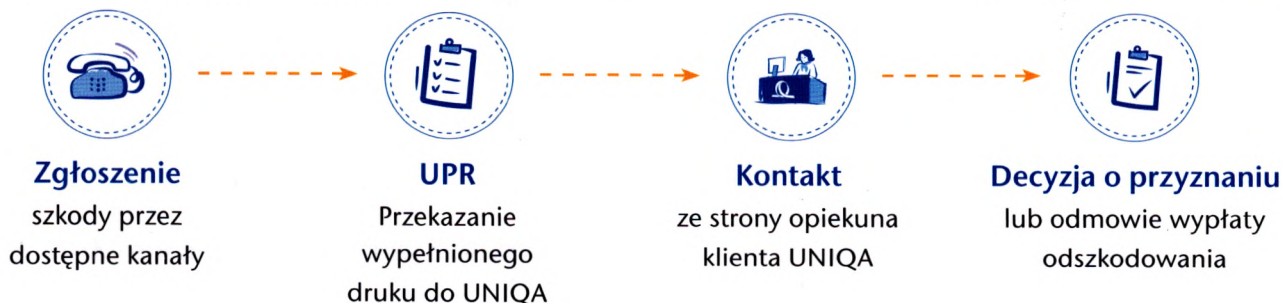 Zgłoszenie
szkody przez
dostępne kanały
UPR
Przekazanie
wypełnionego
druku do UNIQA
Kontakt
ze strony opiekuna
klienta UNIQA
Decyzja o przyznaniu
lub odmowie wypłaty
odszkodowania